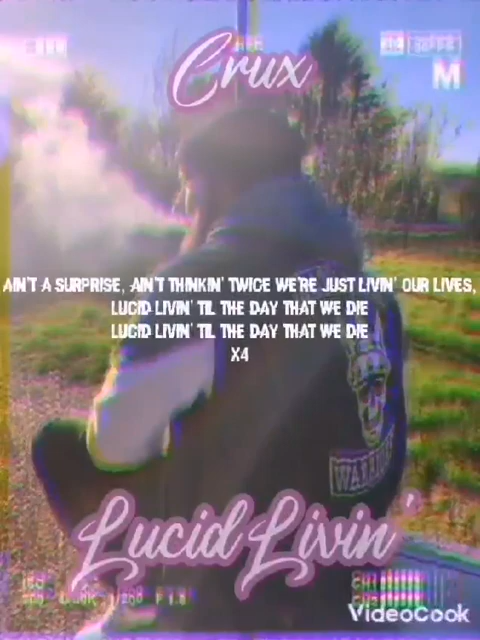 Crux
M
AIN'T A SURPRISE, AIN'T THINKIN' TWICE WE'RE JUST LIVIN' OUR LIVES,
LUCID LIVIN' TIL THE DAY THAT WE DIE
LUCID LIVIN' TIL THE DAY THAT WE DIE
X4
Lucid Livin'
VideoCook